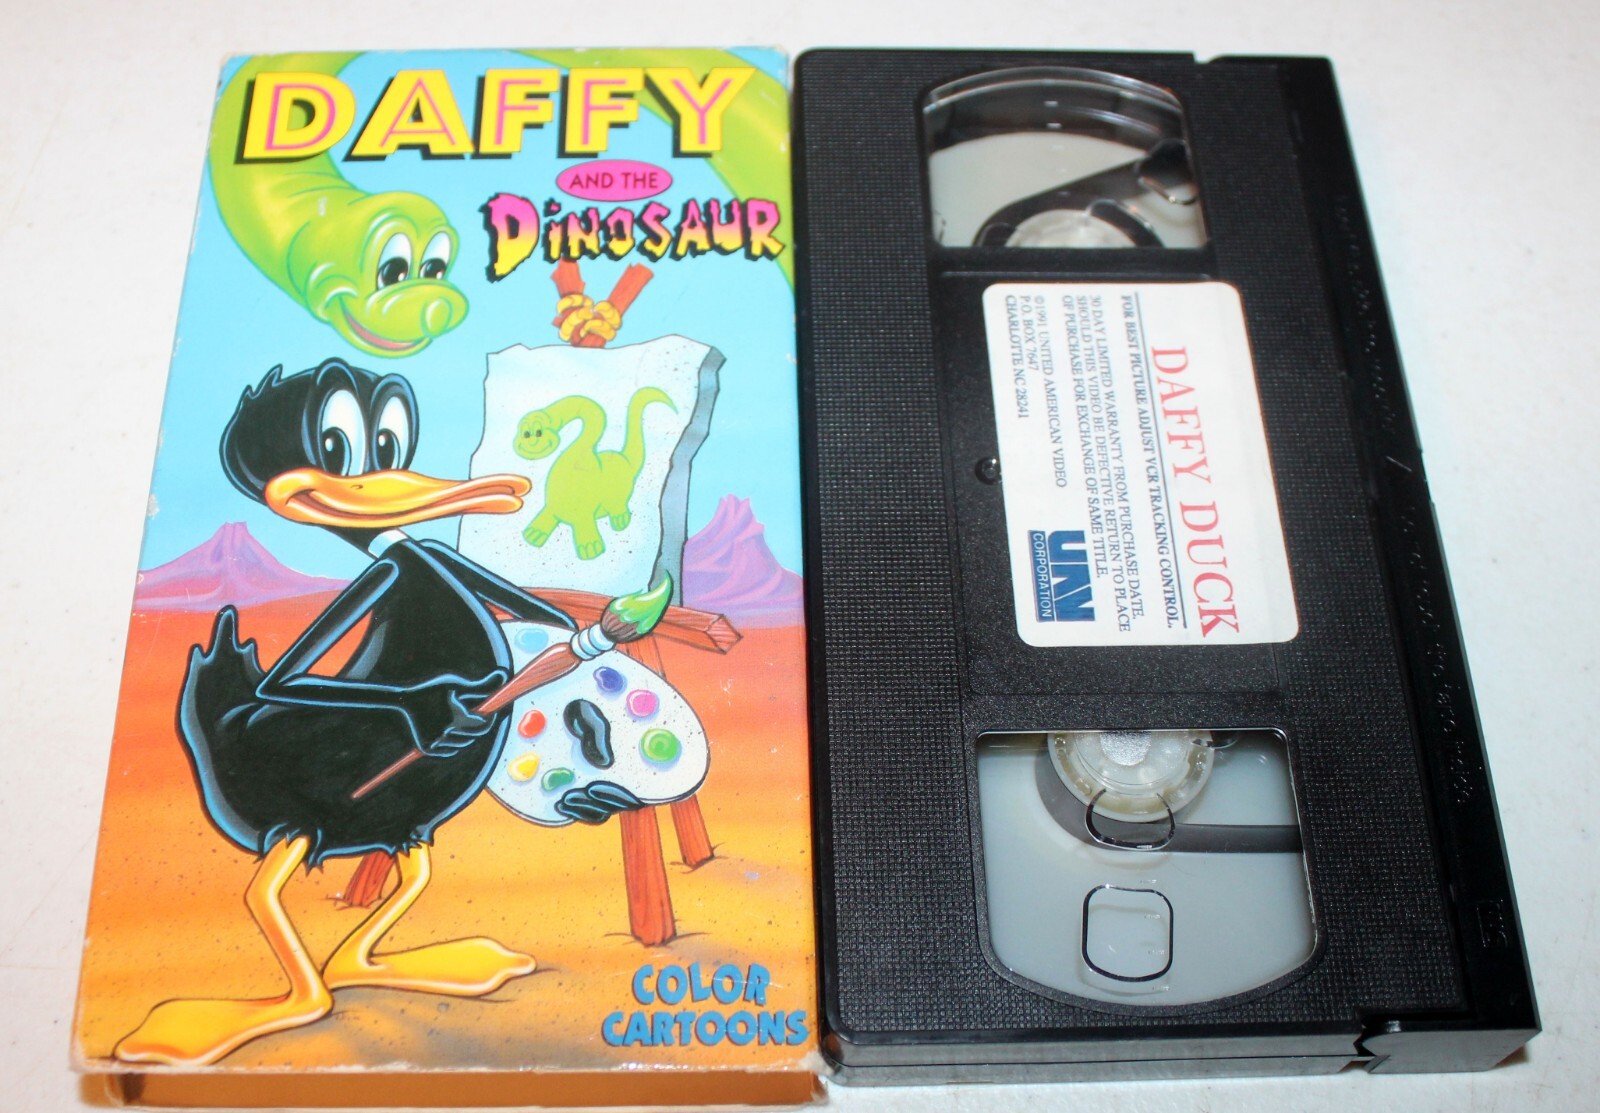 DAFFY
AND THE
DINOSAUR
COLOR
CARTOONS
DAFFY DUCK
FOR BEST PICTURE ADJUST VCR TRACKING CONTROL.
30 DAY LIMITED WARRANTY FROM PURCHASE DATE.
SHOULD THIS VIDEO BE DEFECTIVE RETURN TO PLACE
OF PURCHASE FOR EXCHANGE OF SAME TITLE.
©1991 UNITED AMERICAN VIDEO
P.O. BOX 7647
CHARLOTTE NC 28241
UAV
CORPORATION